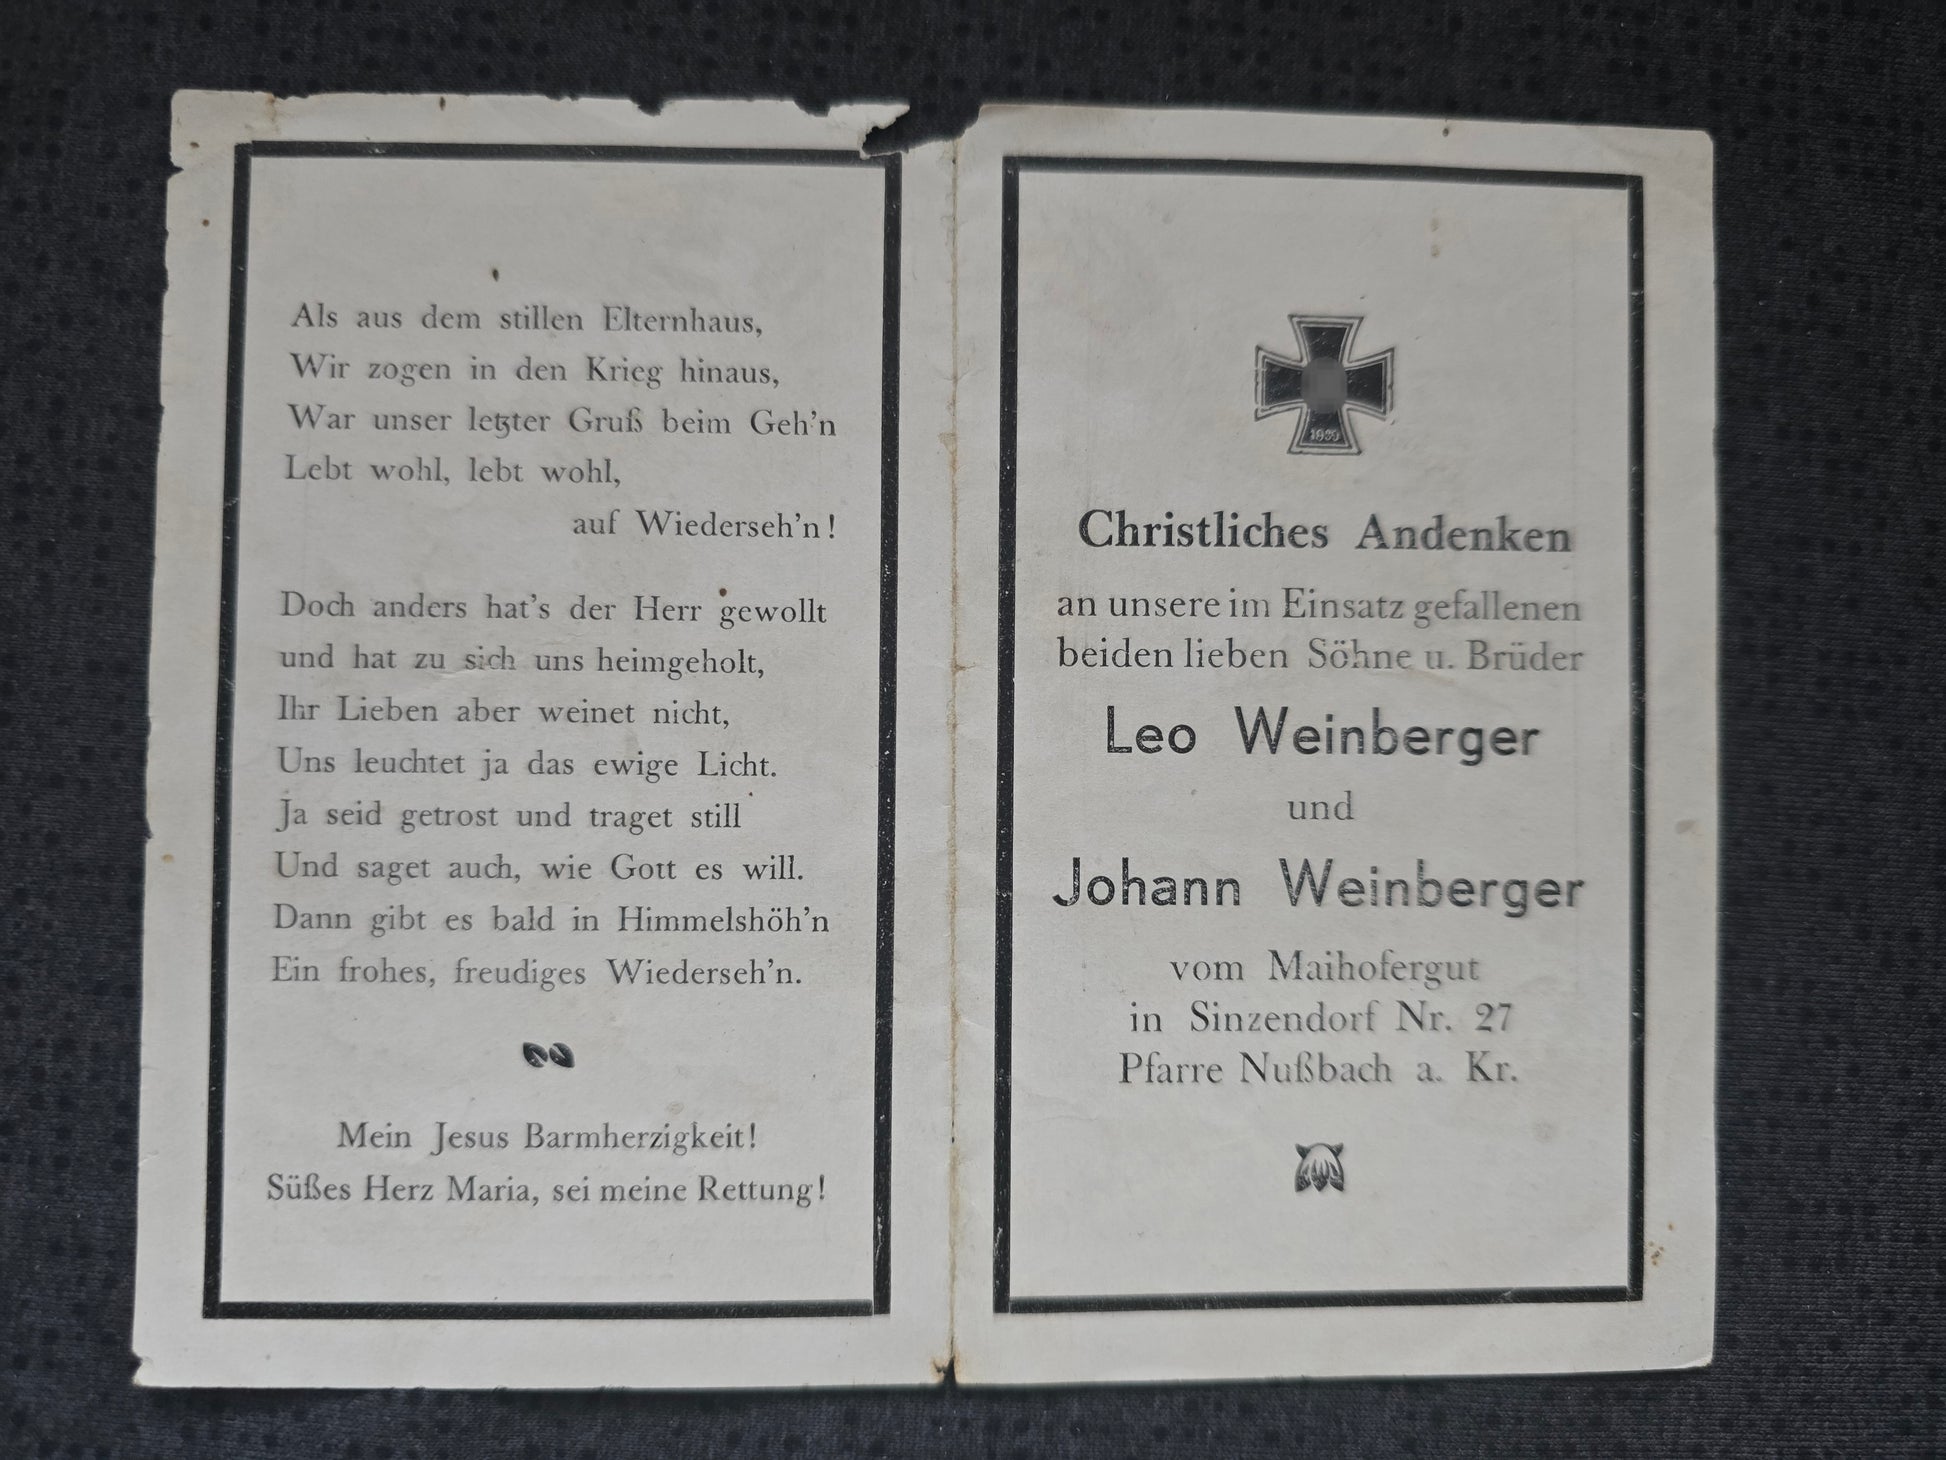 Als aus dem stillen Elternhaus,
Wir zogen in den Krieg hinaus,
War unser letzter Gruß beim Geh'n
Lebt wohl, lebt wohl,
auf Wiederseh'n!
Doch anders hat's der Herr gewollt
und hat zu sich uns heimgeholt,
Ihr Lieben aber weinet nicht,
Uns leuchtet ja das ewige Licht.
Ja seid getrost und traget still
Und saget auch, wie Gott es will.
Dann gibt es bald in Himmelshöh'n
Ein frohes, freudiges Wiederseh'n.
Mein Jesus Barmherzigkeit!
Süßes Herz Maria, sei meine Rettung!
1939
Christliches Andenken
an unsere im Einsatz gefallenen
beiden lieben Söhne u. Brüder
Leo Weinberger
und
Johann Weinberger
vom Maihofergut
in Sinzendorf Nr. 27
Pfarre Nußbach a. Kr.